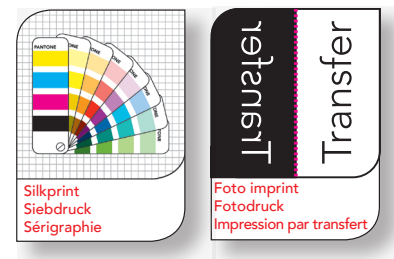 PANTONE
Silkprint
Siebdruck
Sérigraphie
Transfer
Transfer
Foto imprint
Fotodruck
Impression par transfert